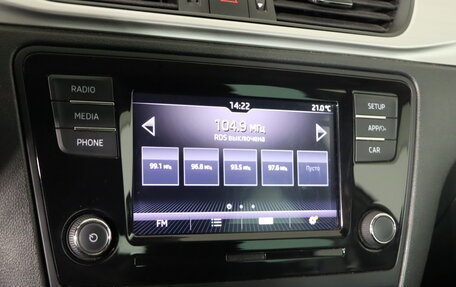 RADIO
MEDIA
PHONE
14:22
21.0 °C
104.9 МГц
RDS выключена
99.1 МГц
96.8 МГц
93.5 МГц
97.6 МГц
Пусто
FM
SETUP
APP/
CAR